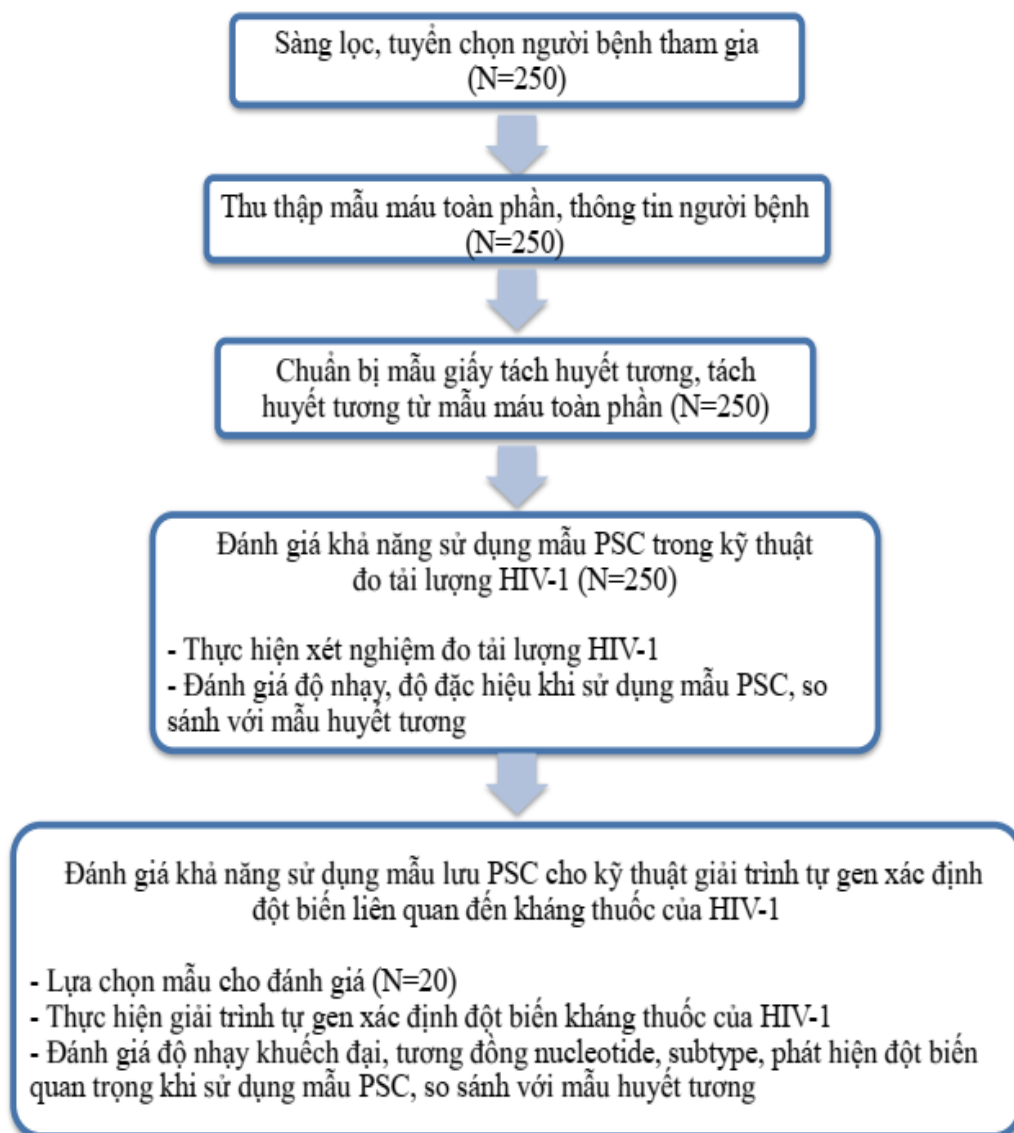 Sàng lọc, tuyển chọn người bệnh tham gia
(N=250)
Thu thập mẫu máu toàn phần, thông tin người bệnh
(N=250)
Chuẩn bị mẫu giấy tách huyết tương, tách
huyết tương từ mẫu máu toàn phần (N=250)
Đánh giá khả năng sử dụng mẫu PSC trong kỹ thuật
đo tải lượng HIV-1 (N=250)
- Thực hiện xét nghiệm đo tải lượng HIV-1
- Đánh giá độ nhạy, độ đặc hiệu khi sử dụng mẫu PSC, so
sánh với mẫu huyết tương
Đánh giá khả năng sử dụng mẫu lưu PSC cho kỹ thuật giải trình tự gen xác định
đột biến liên quan đến kháng thuốc của HIV-1
- Lựa chọn mẫu cho đánh giá (N=20)
- Thực hiện giải trình tự gen xác định đột biến kháng thuốc của HIV-1
- Đánh giá độ nhạy khuếch đại, tương đồng nucleotide, subtype, phát hiện đột biến
quan trọng khi sử dụng mẫu PSC, so sánh với mẫu huyết tương